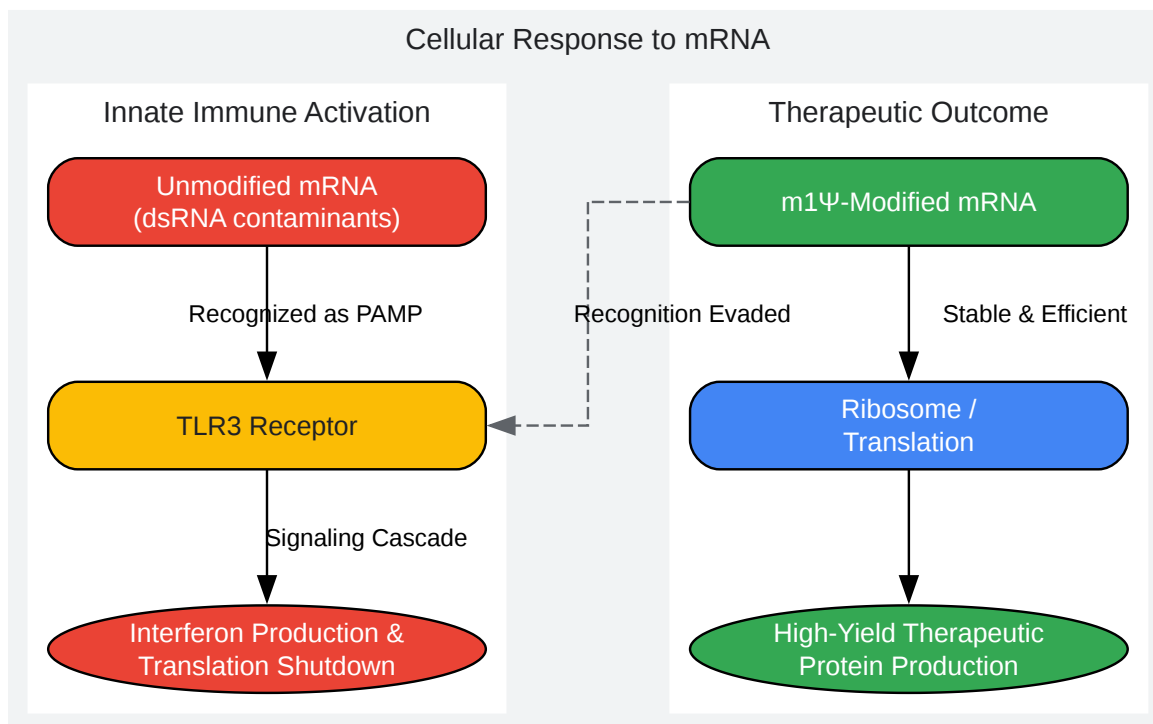 Cellular Response to mRNA
Innate Immune Activation
Unmodified mRNA
(dsRNA contaminants)
Recognized as PAMP
TLR3 Receptor
Signaling Cascade
Interferon Production &
Translation Shutdown
Recognition Evaded
Therapeutic Outcome
m1Ψ-Modified mRNA
Stable & Efficient
Ribosome /
Translation
High-Yield Therapeutic
Protein Production